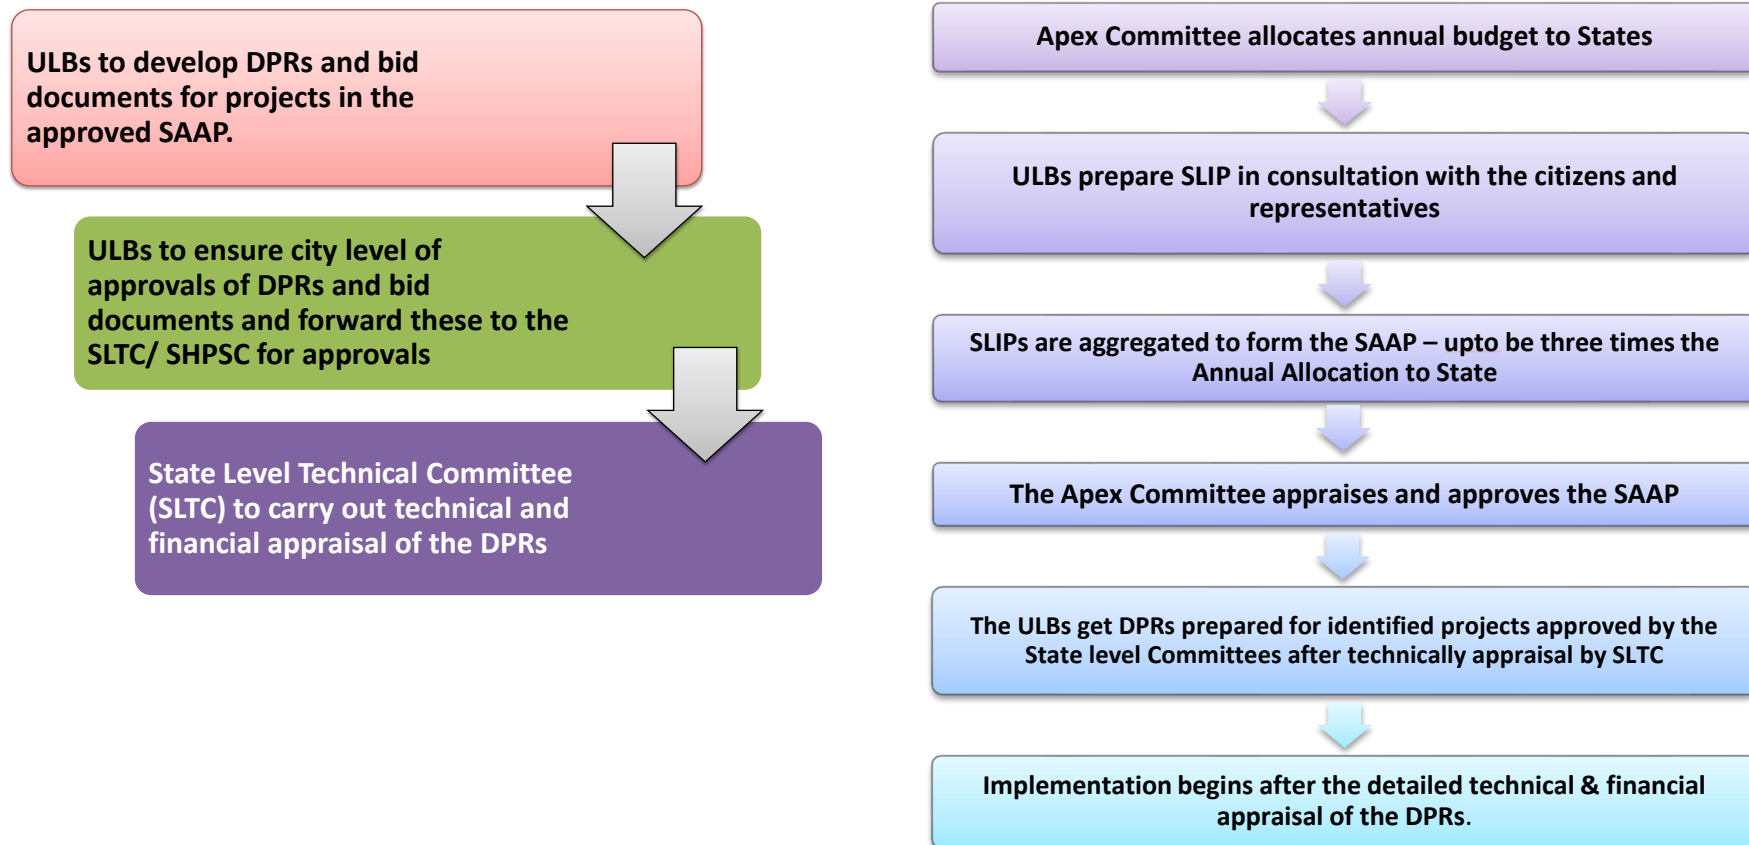 ULBs to develop DPRs and bid
documents for projects in the
approved SAAP.
ULBs to ensure city level of
approvals of DPRs and bid
documents and forward these to the
SLTC/ SHPSC for approvals
State Level Technical Committee
(SLTC) to carry out technical and
financial appraisal of the DPRs
Apex Committee allocates annual budget to States
ULBs prepare SLIP in consultation with the citizens and
representatives
SLIPs are aggregated to form the SAAP – upto be three times the
Annual Allocation to State
The Apex Committee appraises and approves the SAAP
The ULBs get DPRs prepared for identified projects approved by the
State level Committees after technically appraisal by SLTC
Implementation begins after the detailed technical & financial
appraisal of the DPRs.